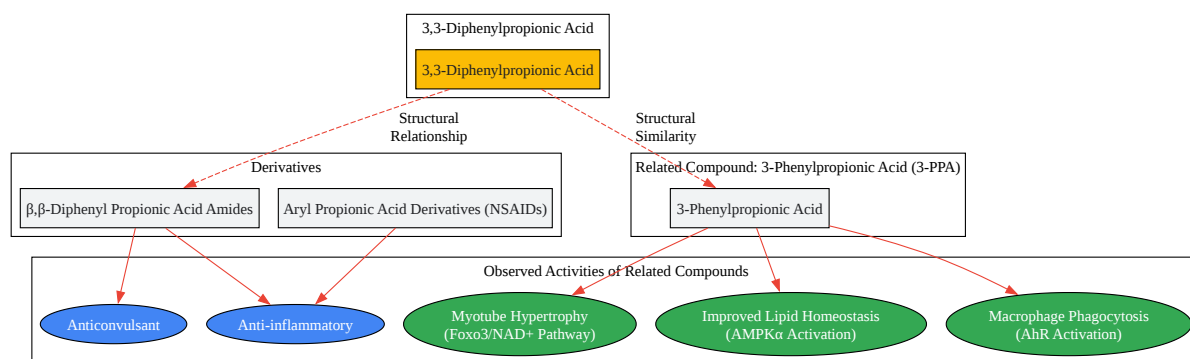 3,3-Diphenylpropionic Acid
3,3-Diphenylpropionic Acid
Structural
Relationship
Structural
Similarity
Derivatives
β,β-Diphenyl Propionic Acid Amides
Aryl Propionic Acid Derivatives (NSAIDs)
Related Compound: 3-Phenylpropionic Acid (3-PPA)
3-Phenylpropionic Acid
Observed Activities of Related Compounds
Anticonvulsant
Anti-inflammatory
Myotube Hypertrophy
(Foxo3/NAD+ Pathway)
Improved Lipid Homeostasis
(AMPKα Activation)
Macrophage Phagocytosis
(AhR Activation)